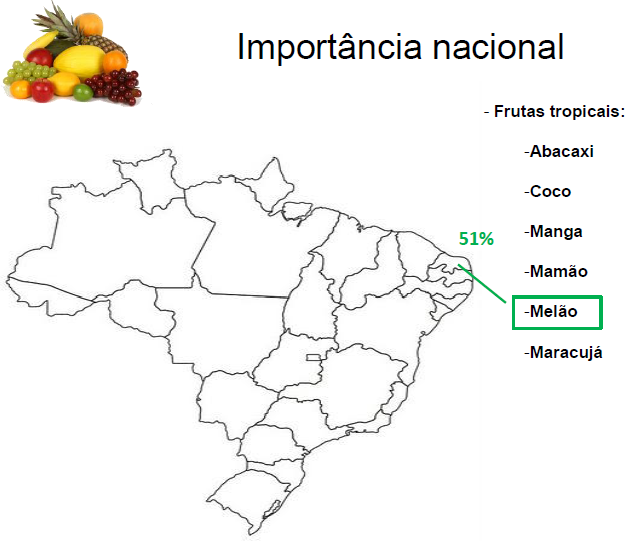 Importância nacional
- Frutas tropicais:
-Abacaxi
-Coco
-Manga
51%
-Mamão
-Melão
-Maracujá